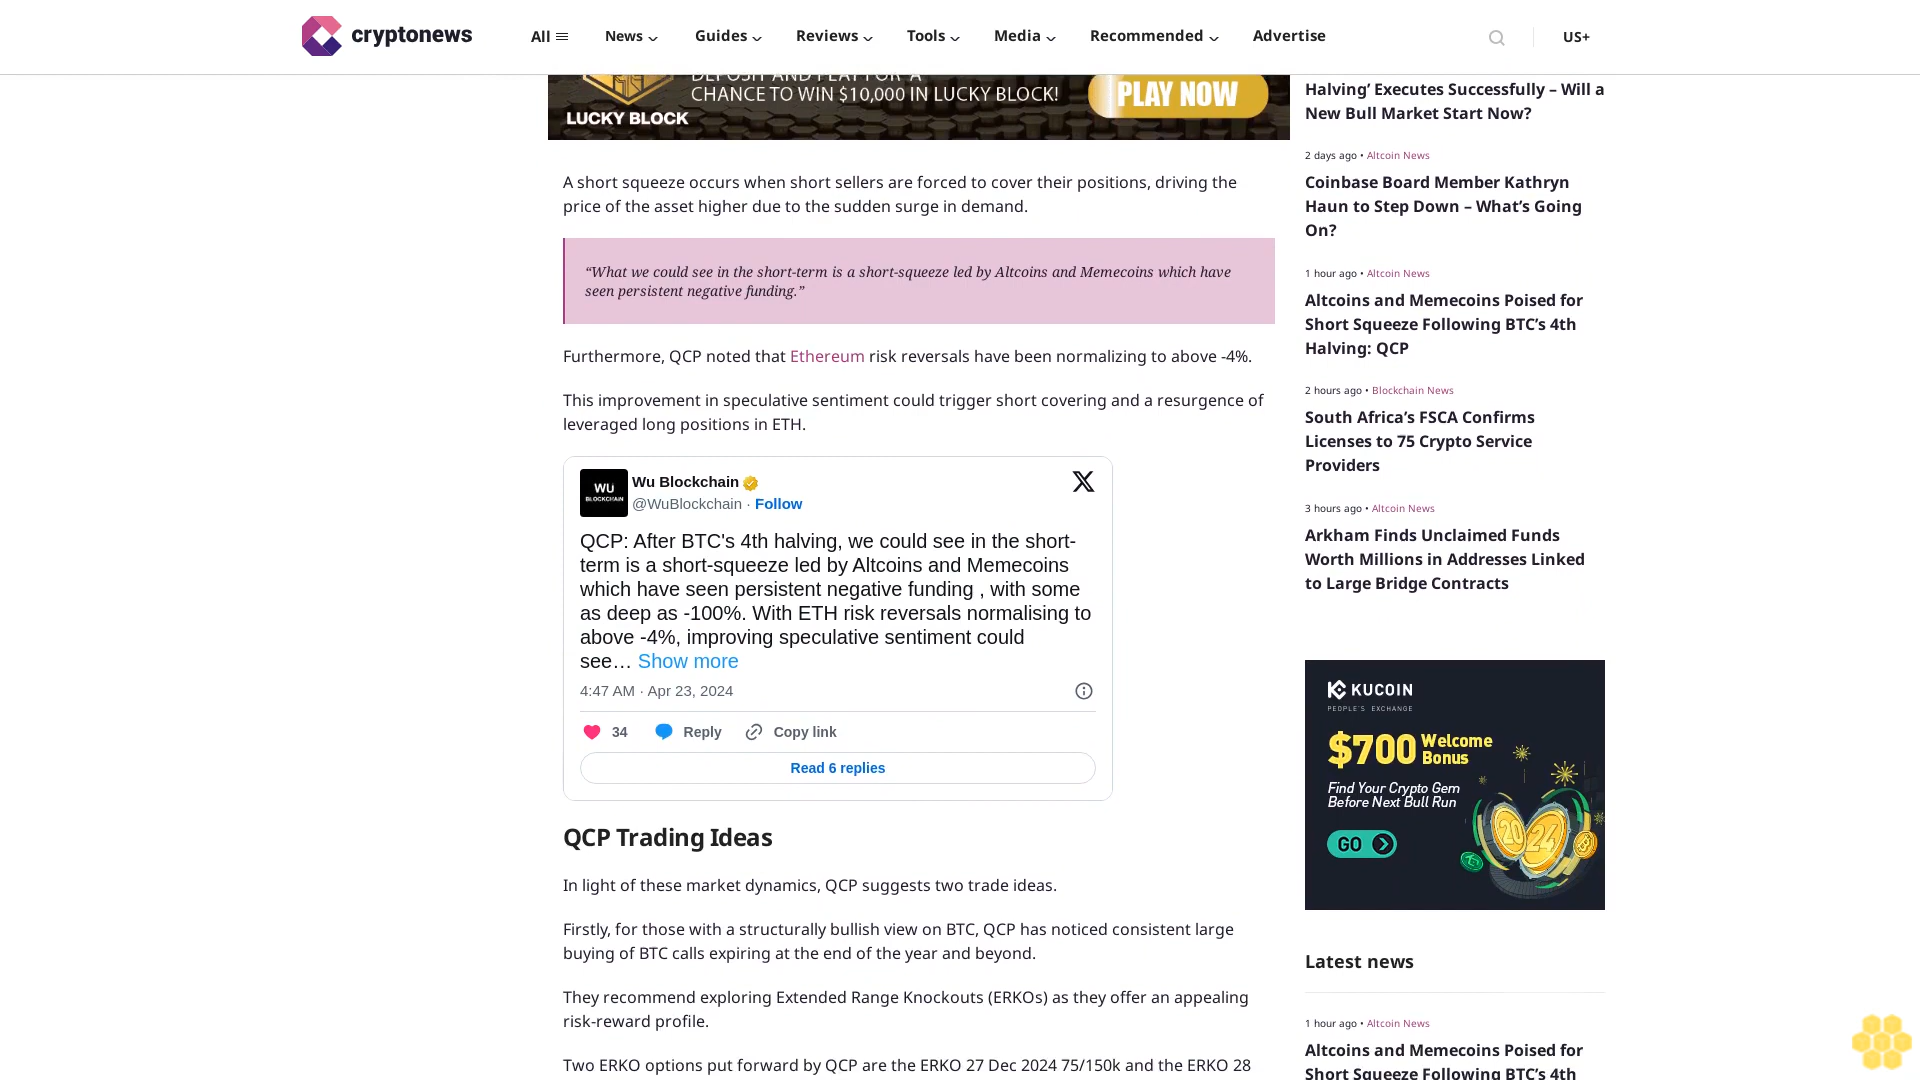 cryptonews
All
News
Guides
Reviews
Tools
Media
Recommended
Advertise
US+
DEPOSIT AND PLAY FOR A
CHANCE TO WIN $10,000 IN LUCKY BLOCK!
PLAY NOW
LUCKY BLOCK
A short squeeze occurs when short sellers are forced to cover their positions, driving the
price of the asset higher due to the sudden surge in demand.
“What we could see in the short-term is a short-squeeze led by Altcoins and Memecoins which have
seen persistent negative funding.”
Furthermore, QCP noted that Ethereum risk reversals have been normalizing to above -4%.
This improvement in speculative sentiment could trigger short covering and a resurgence of
leveraged long positions in ETH.
WU
BLOCKCHAIN
Wu Blockchain
@WuBlockchain · Follow
QCP: After BTC's 4th halving, we could see in the short-
term is a short-squeeze led by Altcoins and Memecoins
which have seen persistent negative funding , with some
as deep as -100%. With ETH risk reversals normalising to
above -4%, improving speculative sentiment could
see… Show more
4:47 AM · Apr 23, 2024
34
Reply
Copy link
Read 6 replies
QCP Trading Ideas
In light of these market dynamics, QCP suggests two trade ideas.
Firstly, for those with a structurally bullish view on BTC, QCP has noticed consistent large
buying of BTC calls expiring at the end of the year and beyond.
They recommend exploring Extended Range Knockouts (ERKOs) as they offer an appealing
risk-reward profile.
Two ERKO options put forward by QCP are the ERKO 27 Dec 2024 75/150k and the ERKO 28
Halving’ Executes Successfully – Will a
New Bull Market Start Now?
2 days ago • Altcoin News
Coinbase Board Member Kathryn
Haun to Step Down – What’s Going
On?
1 hour ago • Altcoin News
Altcoins and Memecoins Poised for
Short Squeeze Following BTC’s 4th
Halving: QCP
2 hours ago • Blockchain News
South Africa’s FSCA Confirms
Licenses to 75 Crypto Service
Providers
3 hours ago • Altcoin News
Arkham Finds Unclaimed Funds
Worth Millions in Addresses Linked
to Large Bridge Contracts
KUCOIN
PEOPLE'S EXCHANGE
$700 Welcome
Bonus
Find Your Crypto Gem
Before Next Bull Run
GO
20 24
Latest news
1 hour ago • Altcoin News
Altcoins and Memecoins Poised for
Short Squeeze Following BTC’s 4th